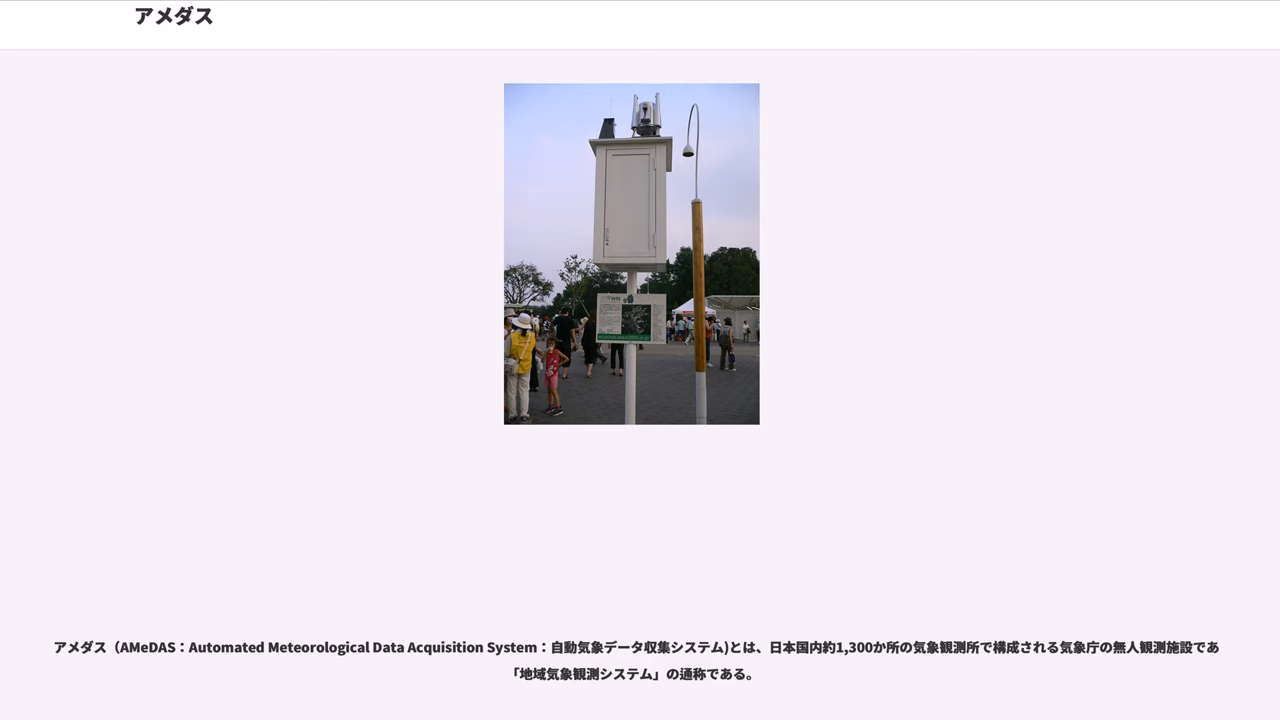 アメダス
アメダス（AMeDAS：Automated Meteorological Data Acquisition System：自動気象データ収集システム)とは、日本国内約1,300か所の気象観測所で構成される気象庁の無人観測施設であ
「地域気象観測システム」の通称である。